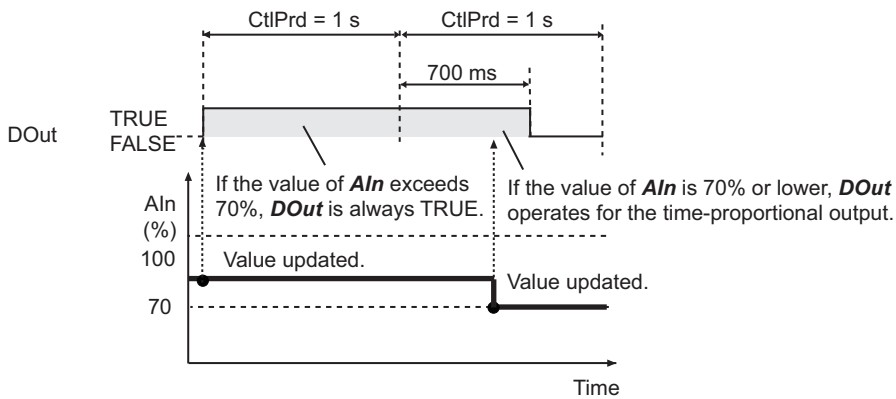 CtlPrd = 1 s
CtlPrd = 1 s
700 ms
DOut
TRUE
FALSE
If the value of AIn exceeds
70%, DOut is always TRUE.
If the value of AIn is 70% or lower, DOut
operates for the time-proportional output.
AIn
(%)
100
Value updated.
Value updated.
70
Time